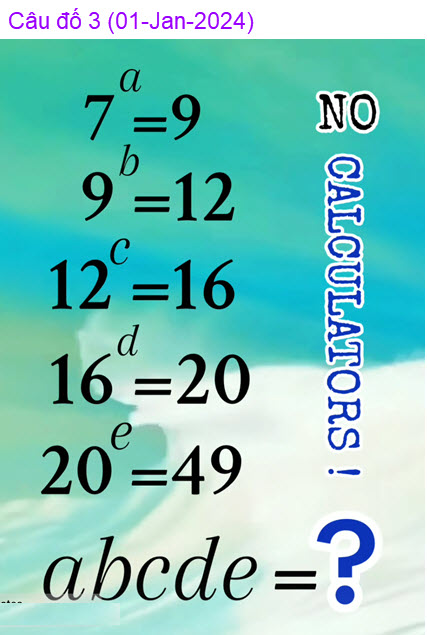 Câu đố 3 (01-Jan-2024)
7^a=9
9^b=12
12^c=16
16^d=20
20^e=49
abcde=?
NO
CALCULATORS!